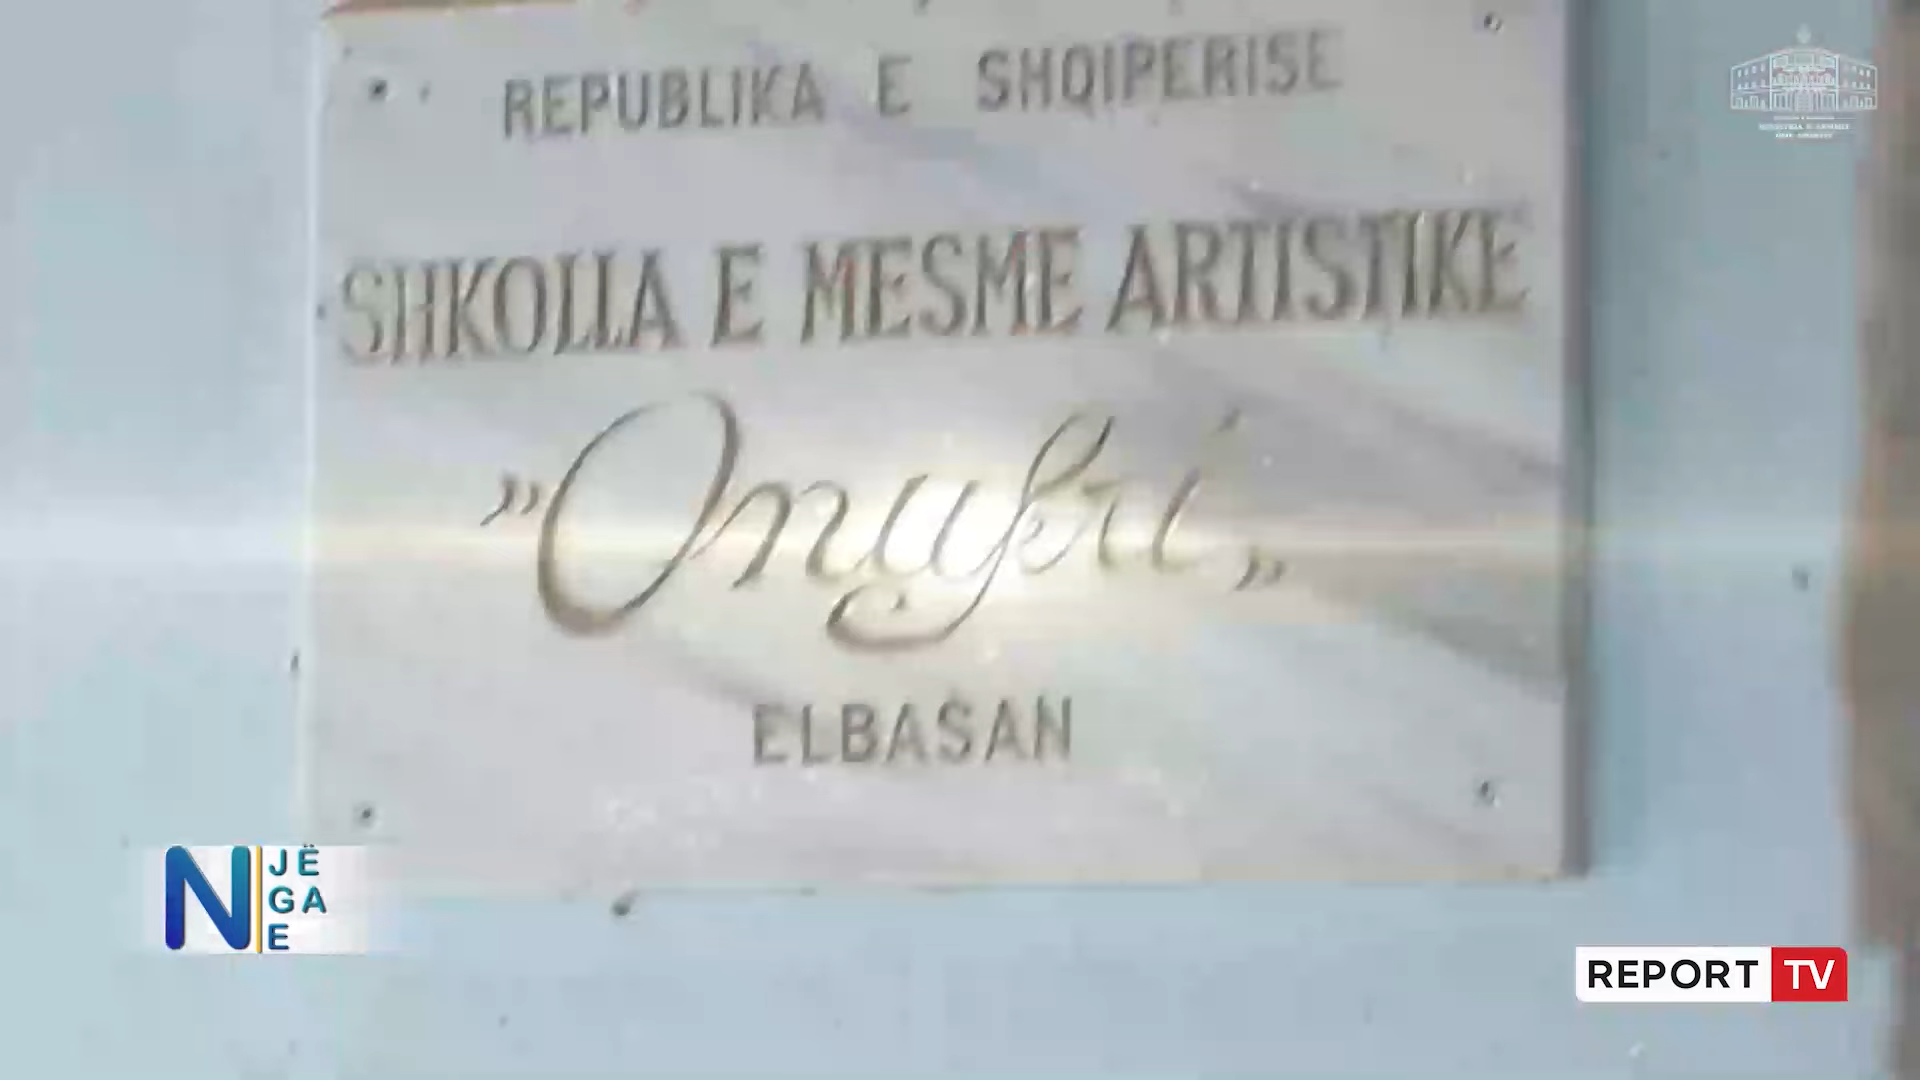 REPUBLIKA E SHQIPERISE
SHKOLLA E MESME ARTISTIKE
"Onufri"
ELBASAN
NJË
GA
E
REPORT TV